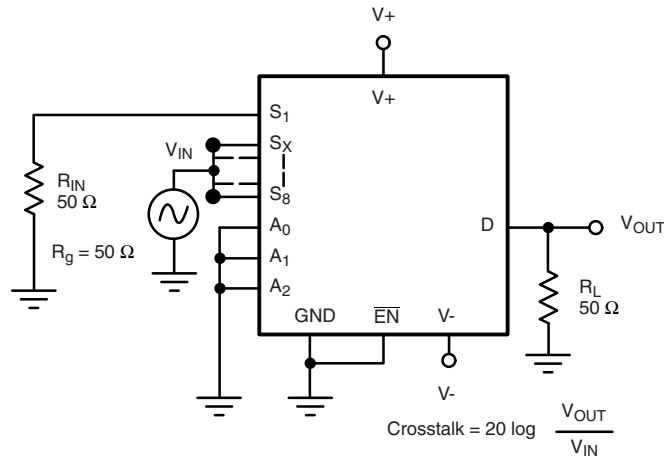 V+
V+
S1
VIN
SX
RIN
50 Ω
S8
Rg = 50 Ω
A0
D
VOUT
A1
A2
RL
50 Ω
GND
EN
V-
V-
Crosstalk = 20 log VOUT
VIN